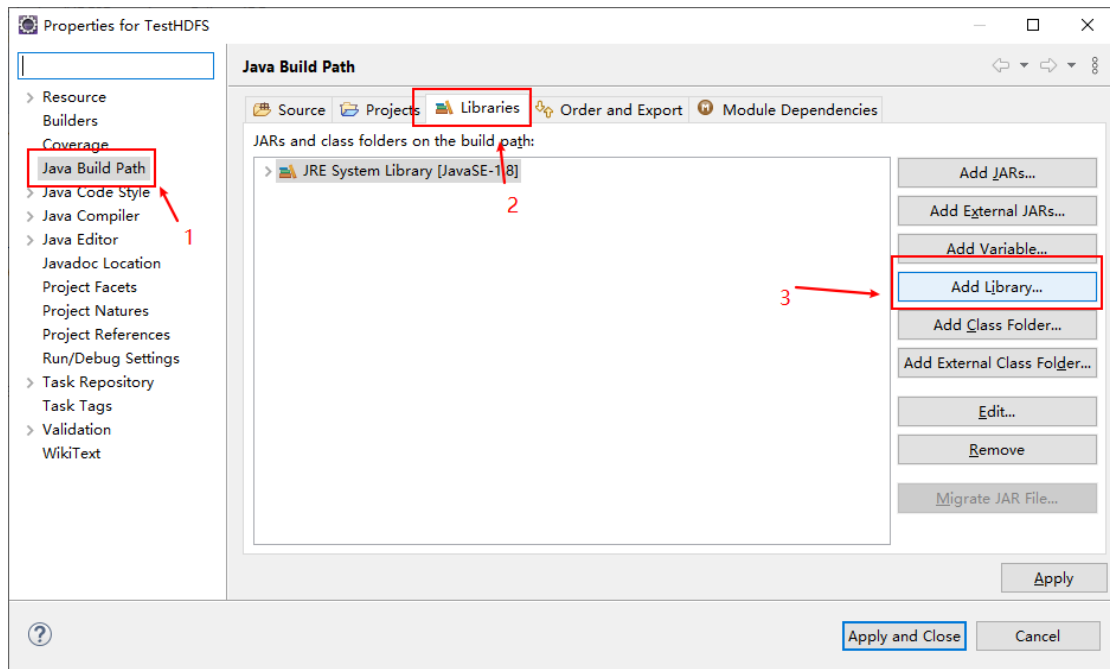 Properties for TestHDFS
Java Build Path
Resource
Builders
Coverage
Java Build Path
Java Code Style
Java Compiler
Java Editor
Javadoc Location
Project Facets
Project Natures
Project References
Run/Debug Settings
Task Repository
Task Tags
Validation
WikiText
1
Source Projects Libraries Order and Export Module Dependencies
JARs and class folders on the build path:
JRE System Library [JavaSE-1.8]
2
3
Add JARs...
Add External JARs...
Add Variable...
Add Library...
Add Class Folder...
Add External Class Folder...
Edit...
Remove
Migrate JAR File...
Apply
?
Apply and Close Cancel